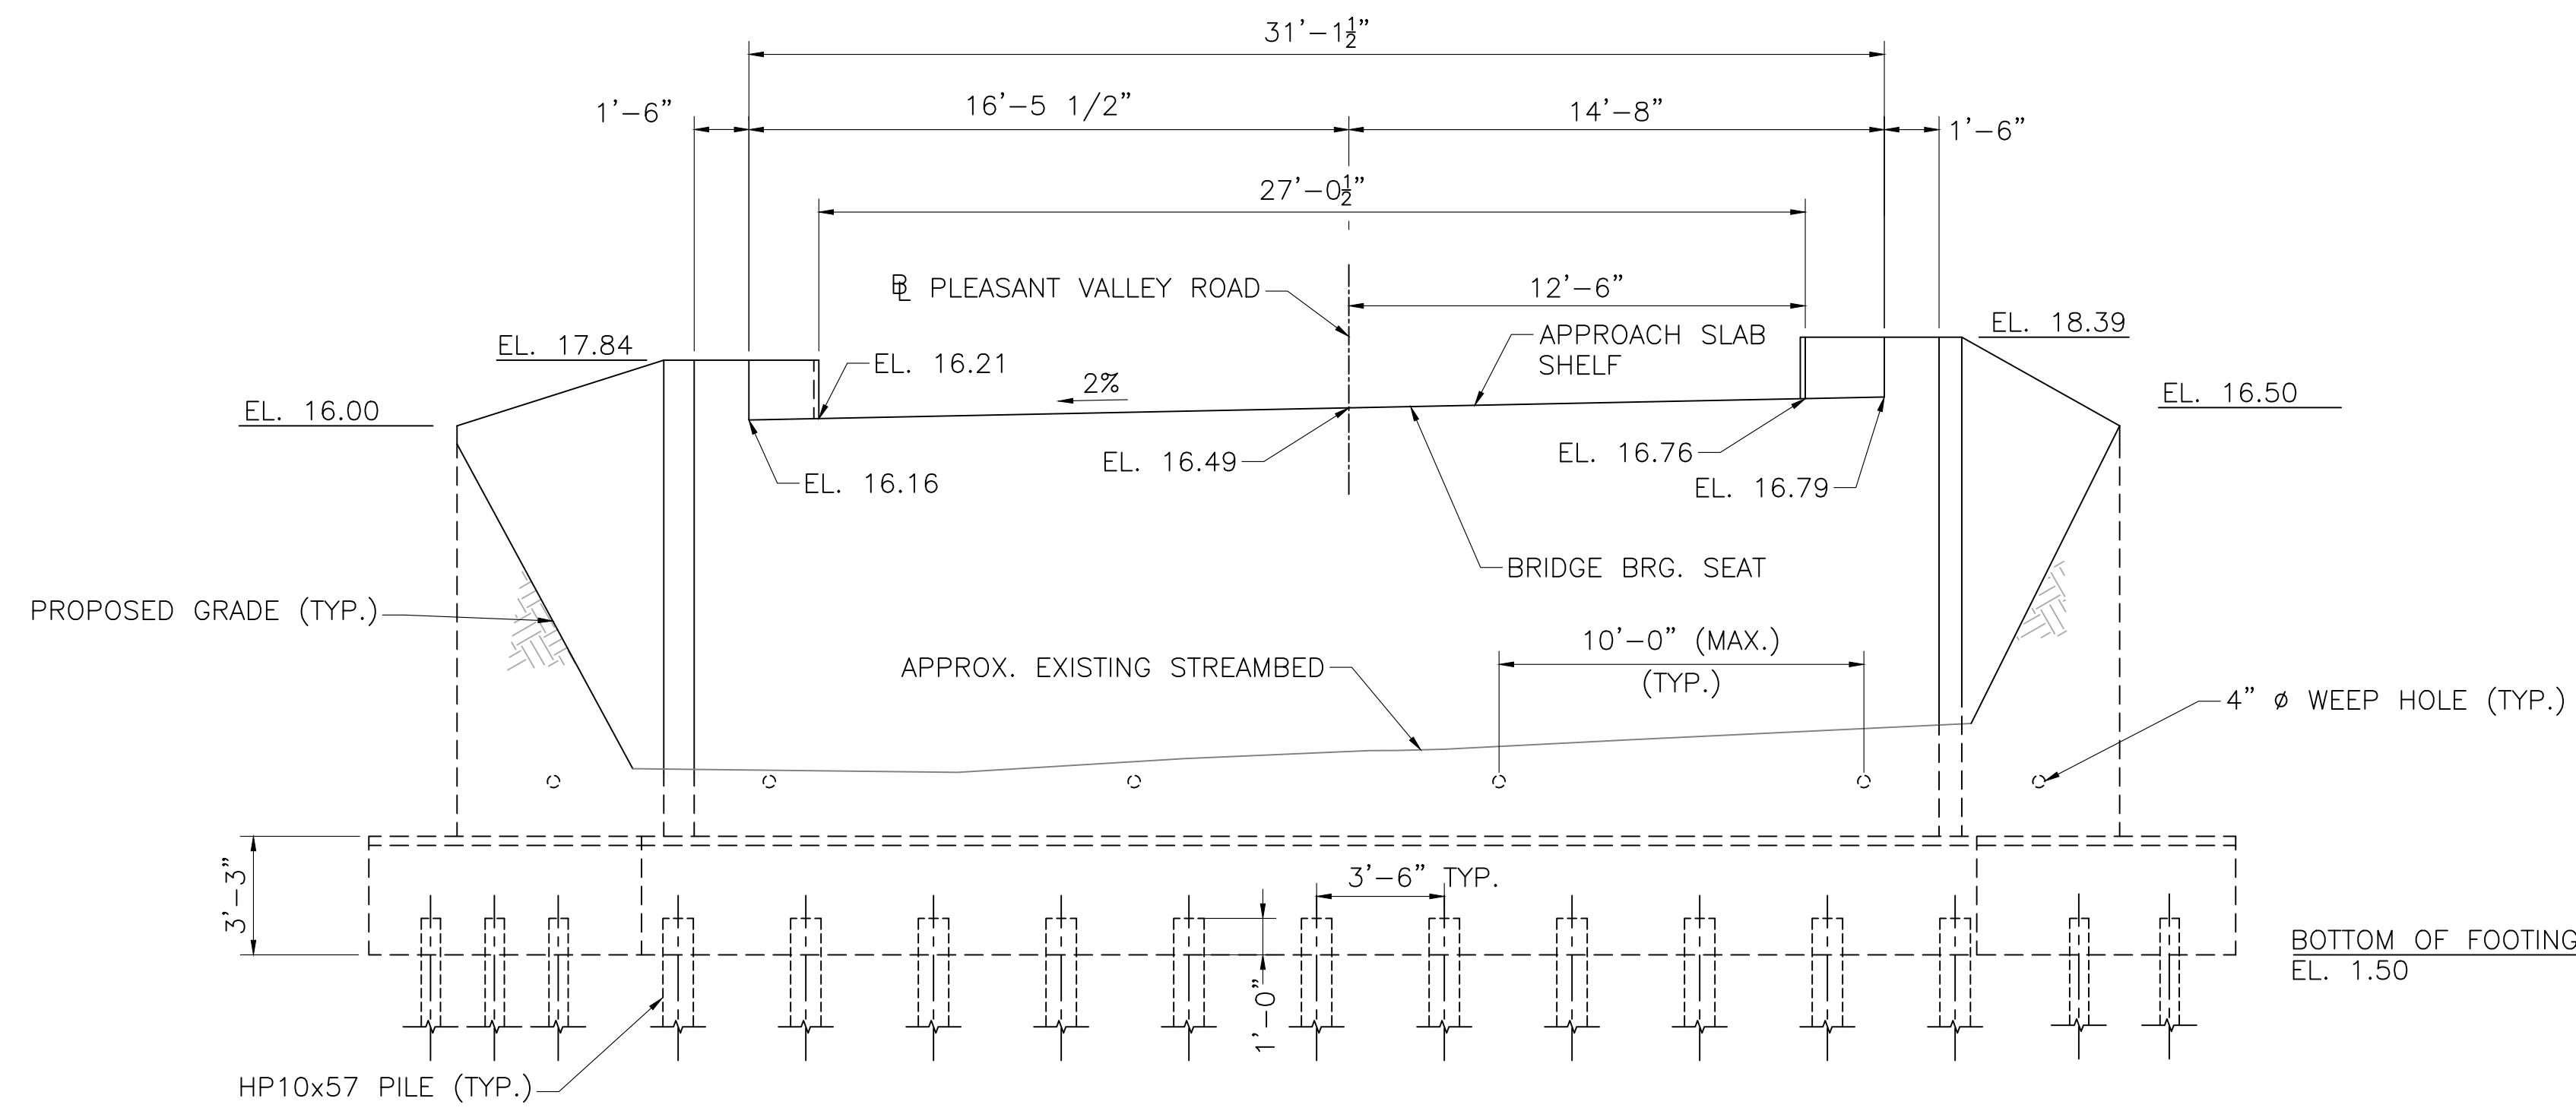 31'-1½"
1'-6"
16'-5 1/2"
14'-8"
1'-6"
27'-0½"
℄ PLEASANT VALLEY ROAD
12'-6"
APPROACH SLAB
SHELF
EL. 18.39
EL. 17.84
EL. 16.21
2%
EL. 16.00
EL. 16.50
EL. 16.49
EL. 16.76
EL. 16.16
EL. 16.79
BRIDGE BRG. SEAT
PROPOSED GRADE (TYP.)
10'-0" (MAX.)
(TYP.)
APPROX. EXISTING STREAMBED
4" ø WEEP HOLE (TYP.)
3'-3"
3'-6" TYP.
1'-0"
BOTTOM OF FOOTING
EL. 1.50
HP10x57 PILE (TYP.)